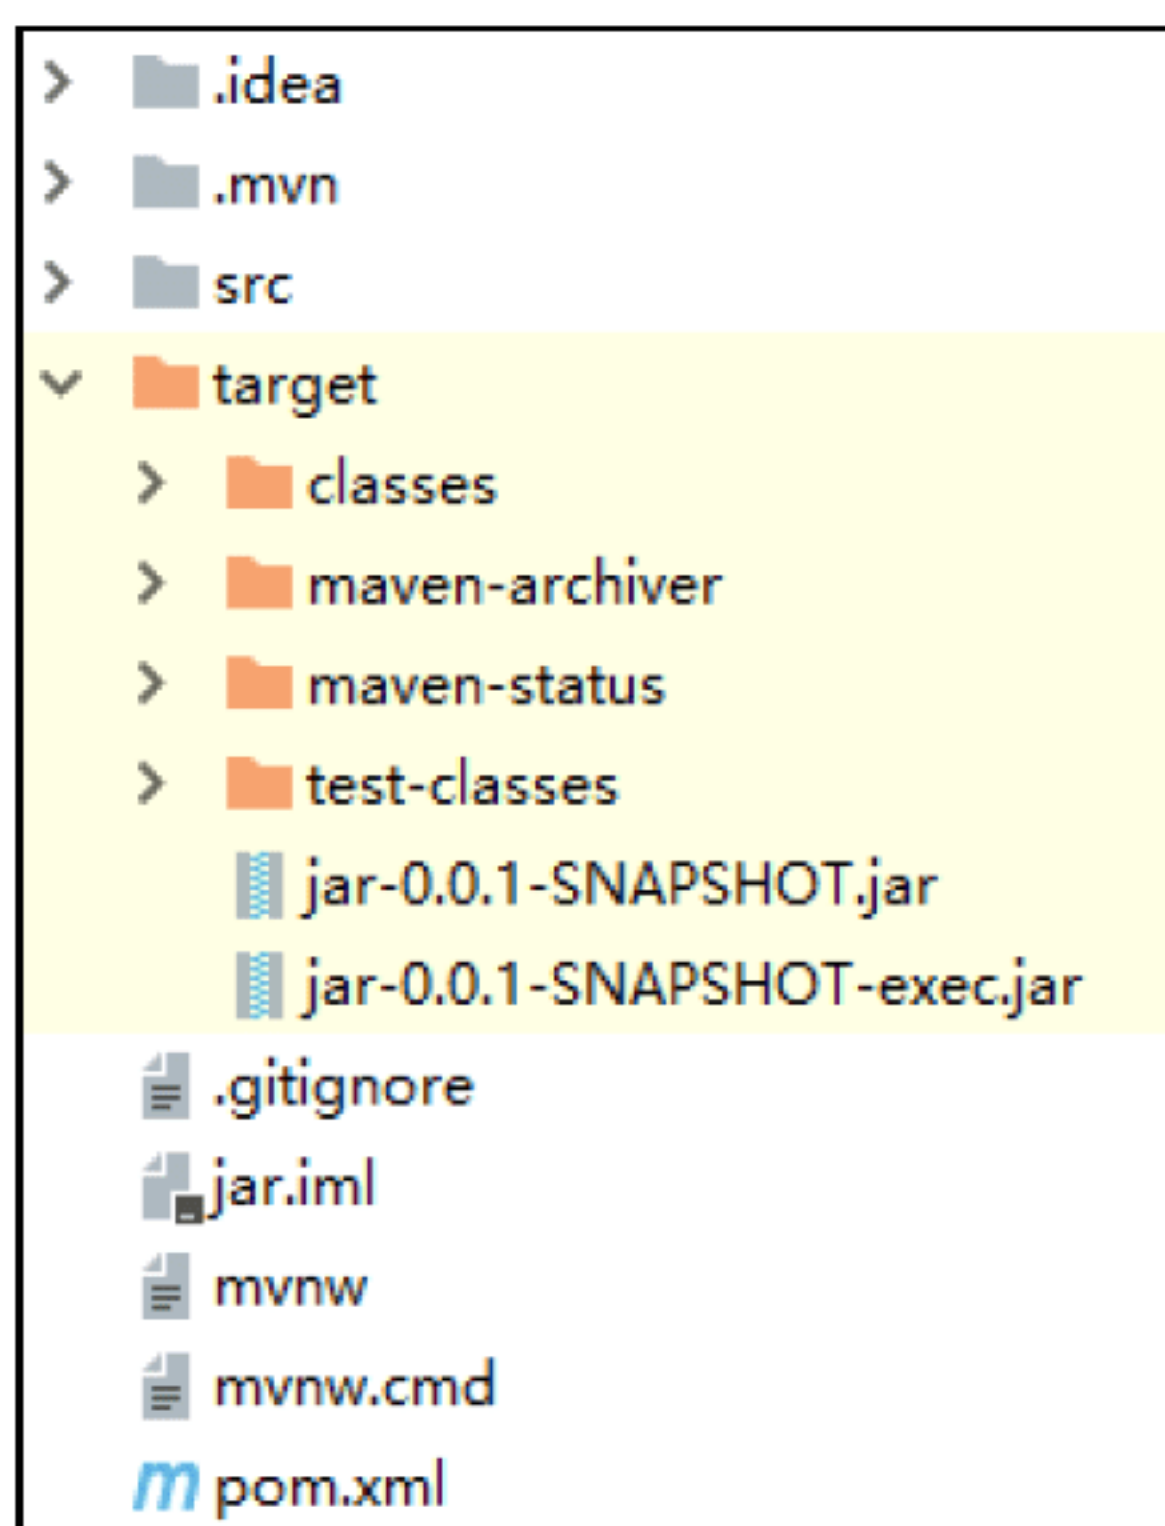 .idea
.mvn
src
target
classes
maven-archiver
maven-status
test-classes
jar-0.0.1-SNAPSHOT.jar
jar-0.0.1-SNAPSHOT-exec.jar
.gitignore
jar.iml
mvnw
mvnw.cmd
pom.xml